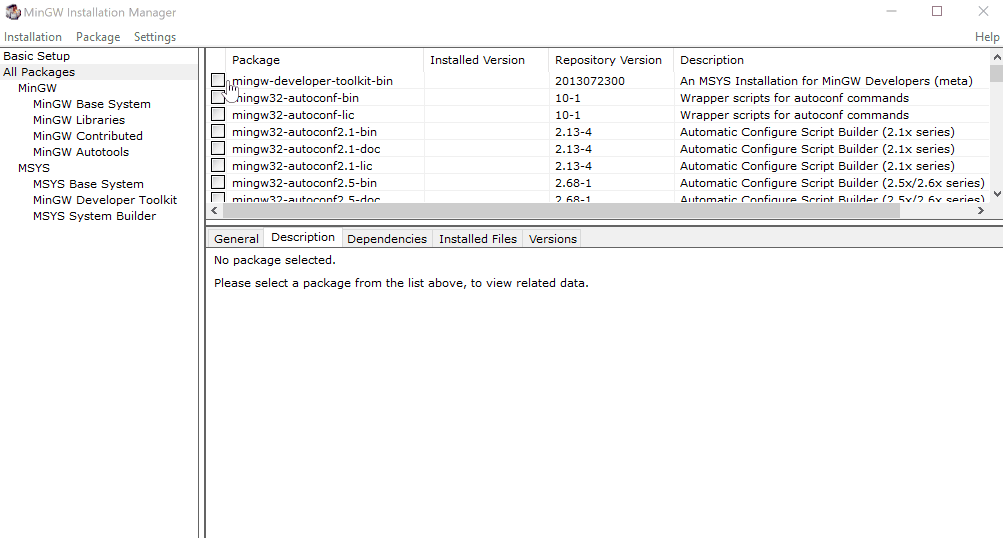 MinGW Installation Manager
Installation Package Settings Help
Basic Setup
All Packages
MinGW
MinGW Base System
MinGW Libraries
MinGW Contributed
MinGW Autotools
MSYS
MSYS Base System
MinGW Developer Toolkit
MSYS System Builder
Package Installed Version Repository Version Description
mingw-developer-toolkit-bin 2013072300 An MSYS Installation for MinGW Developers (meta)
mingw32-autoconf-bin 10-1 Wrapper scripts for autoconf commands
mingw32-autoconf-lic 10-1 Wrapper scripts for autoconf commands
mingw32-autoconf2.1-bin 2.13-4 Automatic Configure Script Builder (2.1x series)
mingw32-autoconf2.1-doc 2.13-4 Automatic Configure Script Builder (2.1x series)
mingw32-autoconf2.1-lic 2.13-4 Automatic Configure Script Builder (2.1x series)
mingw32-autoconf2.5-bin 2.68-1 Automatic Configure Script Builder (2.5x/2.6x series)
mingw32-autoconf2.5-doc 2.68-1 Automatic Configure Script Builder (2.5x/2.6x series)
General Description Dependencies Installed Files Versions
No package selected.
Please select a package from the list above, to view related data.